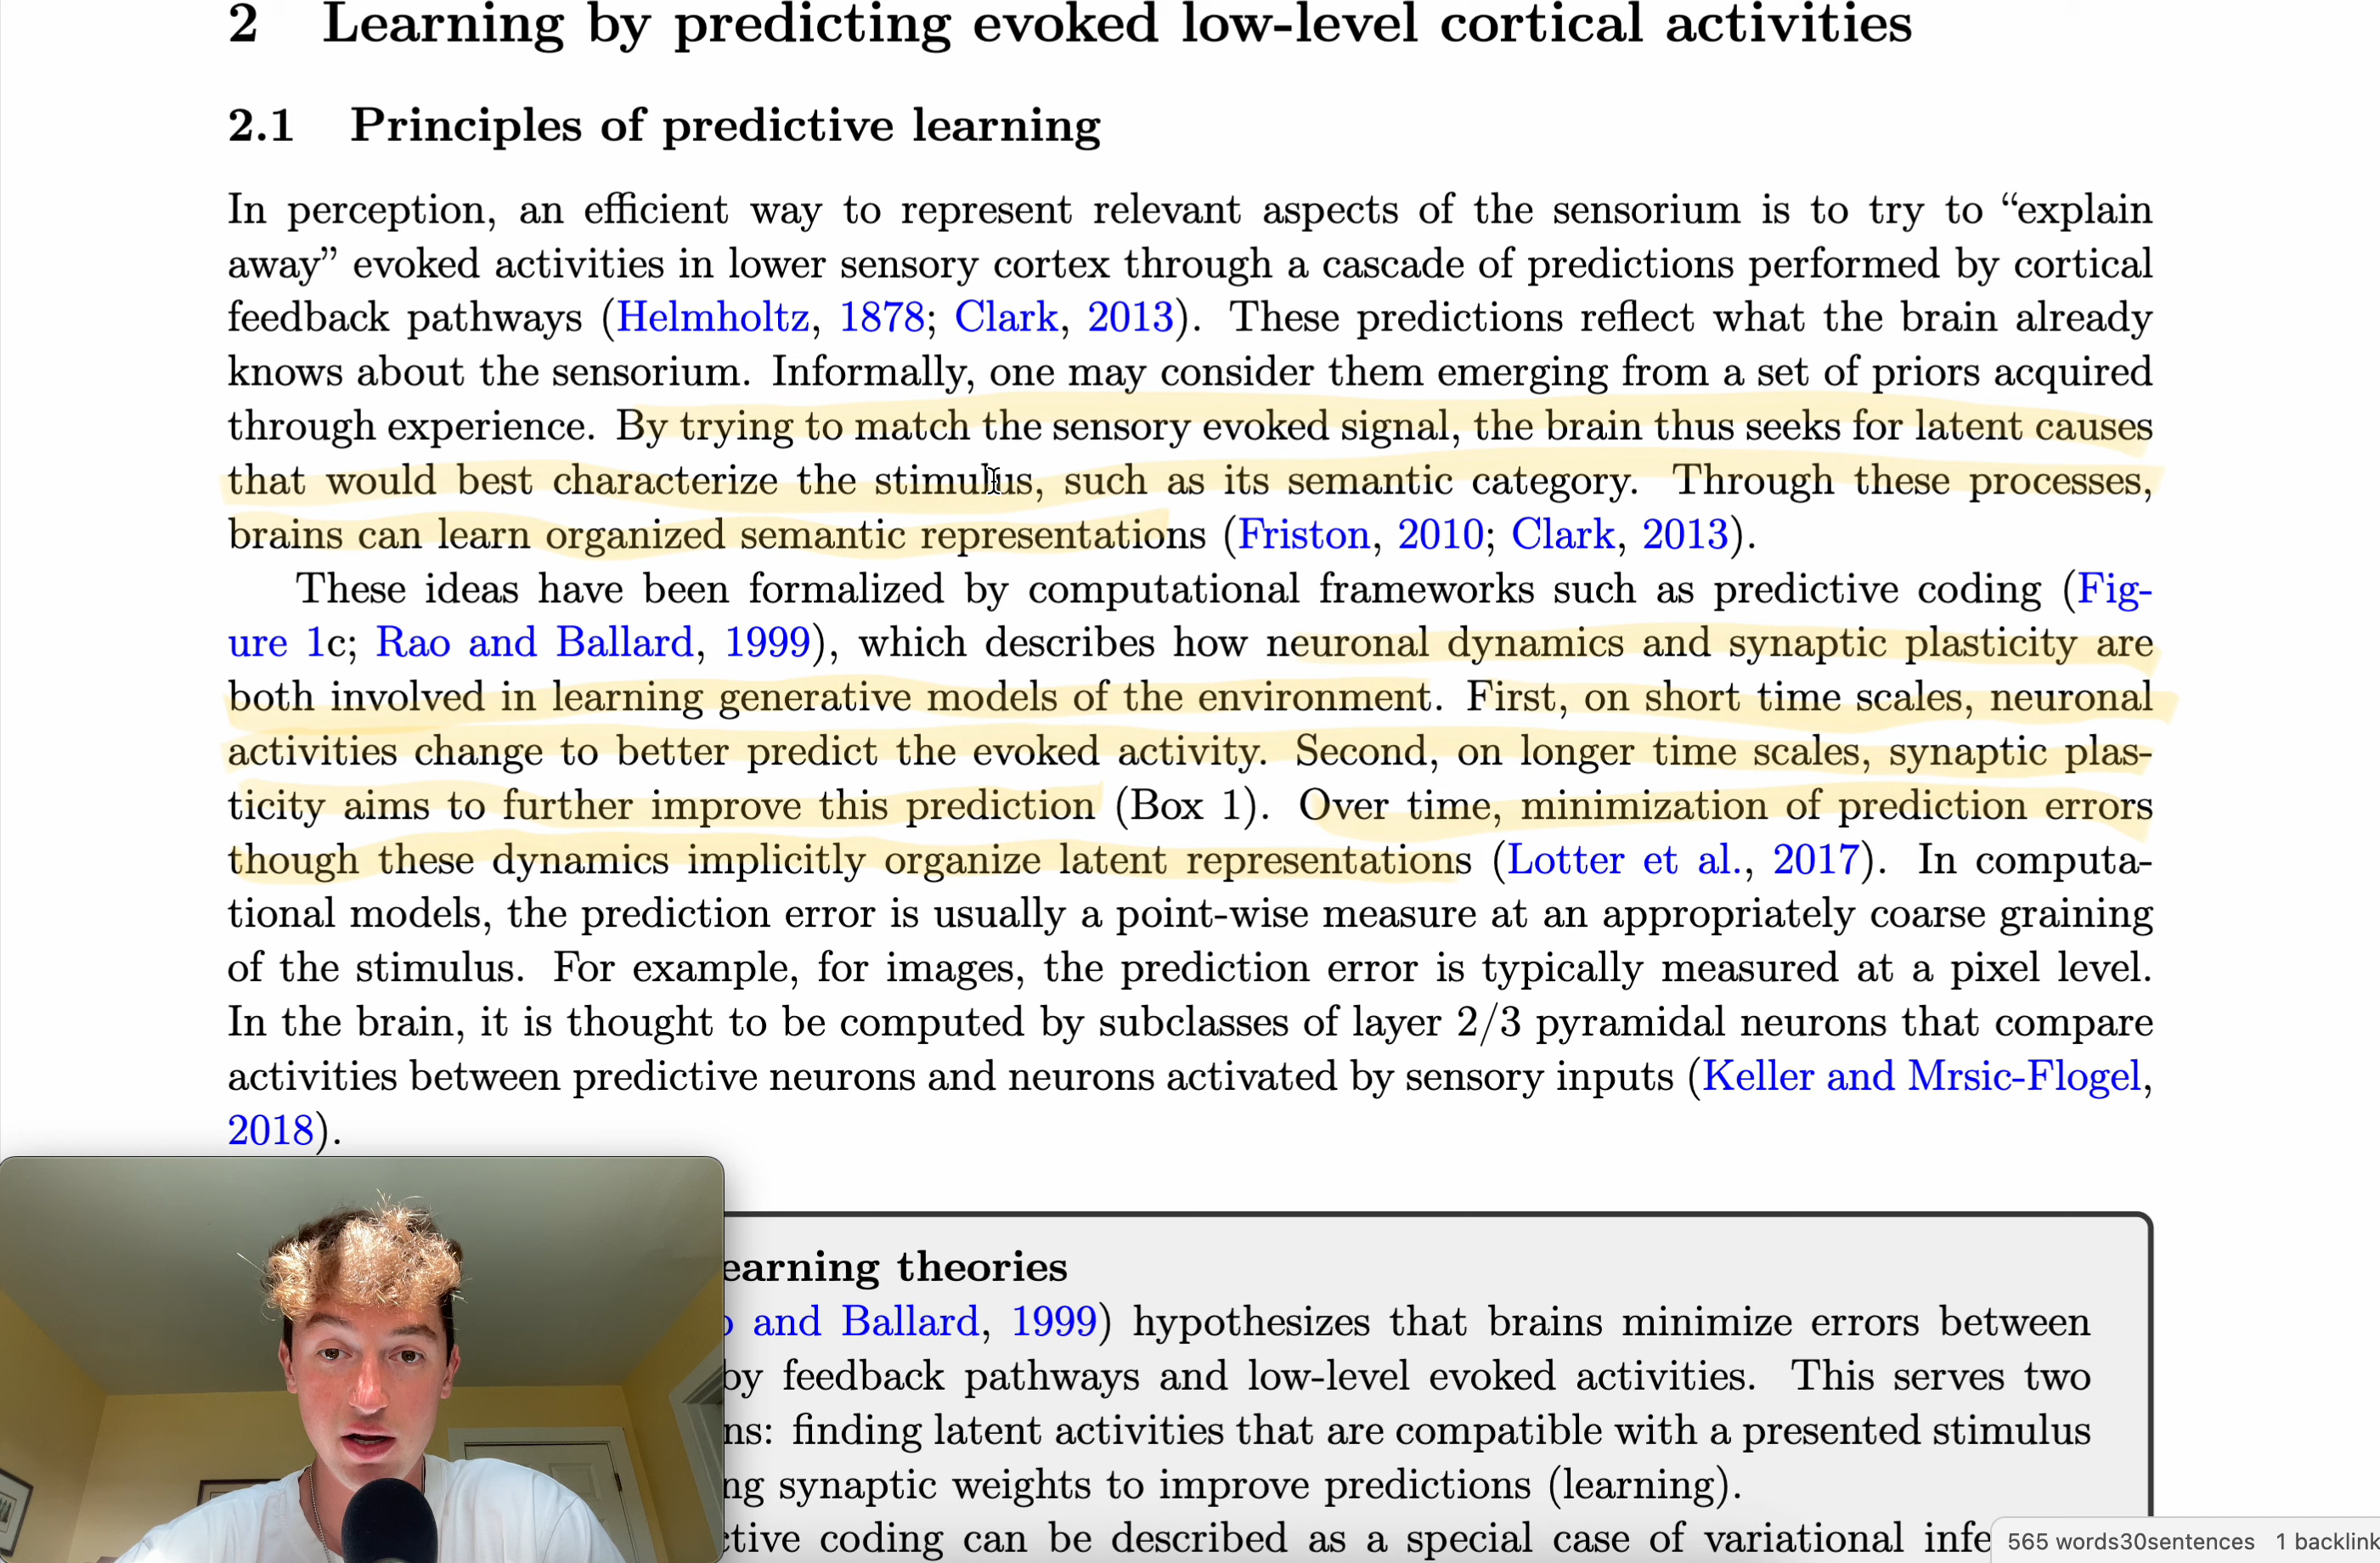 2 Learning by predicting evoked low-level cortical activities
2.1 Principles of predictive learning
In perception, an efficient way to represent relevant aspects of the sensorium is to try to “explain
away” evoked activities in lower sensory cortex through a cascade of predictions performed by cortical
feedback pathways (Helmholtz, 1878; Clark, 2013). These predictions reflect what the brain already
knows about the sensorium. Informally, one may consider them emerging from a set of priors acquired
through experience. By trying to match the sensory evoked signal, the brain thus seeks for latent causes
that would best characterize the stimulus, such as its semantic category. Through these processes,
brains can learn organized semantic representations (Friston, 2010; Clark, 2013).
These ideas have been formalized by computational frameworks such as predictive coding (Fig-
ure 1c; Rao and Ballard, 1999), which describes how neuronal dynamics and synaptic plasticity are
both involved in learning generative models of the environment. First, on short time scales, neuronal
activities change to better predict the evoked activity. Second, on longer time scales, synaptic plas-
ticity aims to further improve this prediction (Box 1). Over time, minimization of prediction errors
though these dynamics implicitly organize latent representations (Lotter et al., 2017). In computa-
tional models, the prediction error is usually a point-wise measure at an appropriately coarse graining
of the stimulus. For example, for images, the prediction error is typically measured at a pixel level.
In the brain, it is thought to be computed by subclasses of layer 2/3 pyramidal neurons that compare
activities between predictive neurons and neurons activated by sensory inputs (Keller and Mrsic-Flogel,
2018).
earning theories
and Ballard, 1999) hypothesizes that brains minimize errors between
by feedback pathways and low-level evoked activities. This serves two
ns: finding latent activities that are compatible with a presented stimulus
ng synaptic weights to improve predictions (learning).
ctive coding can be described as a special case of variational infe
565 words30sentences 1 backlink